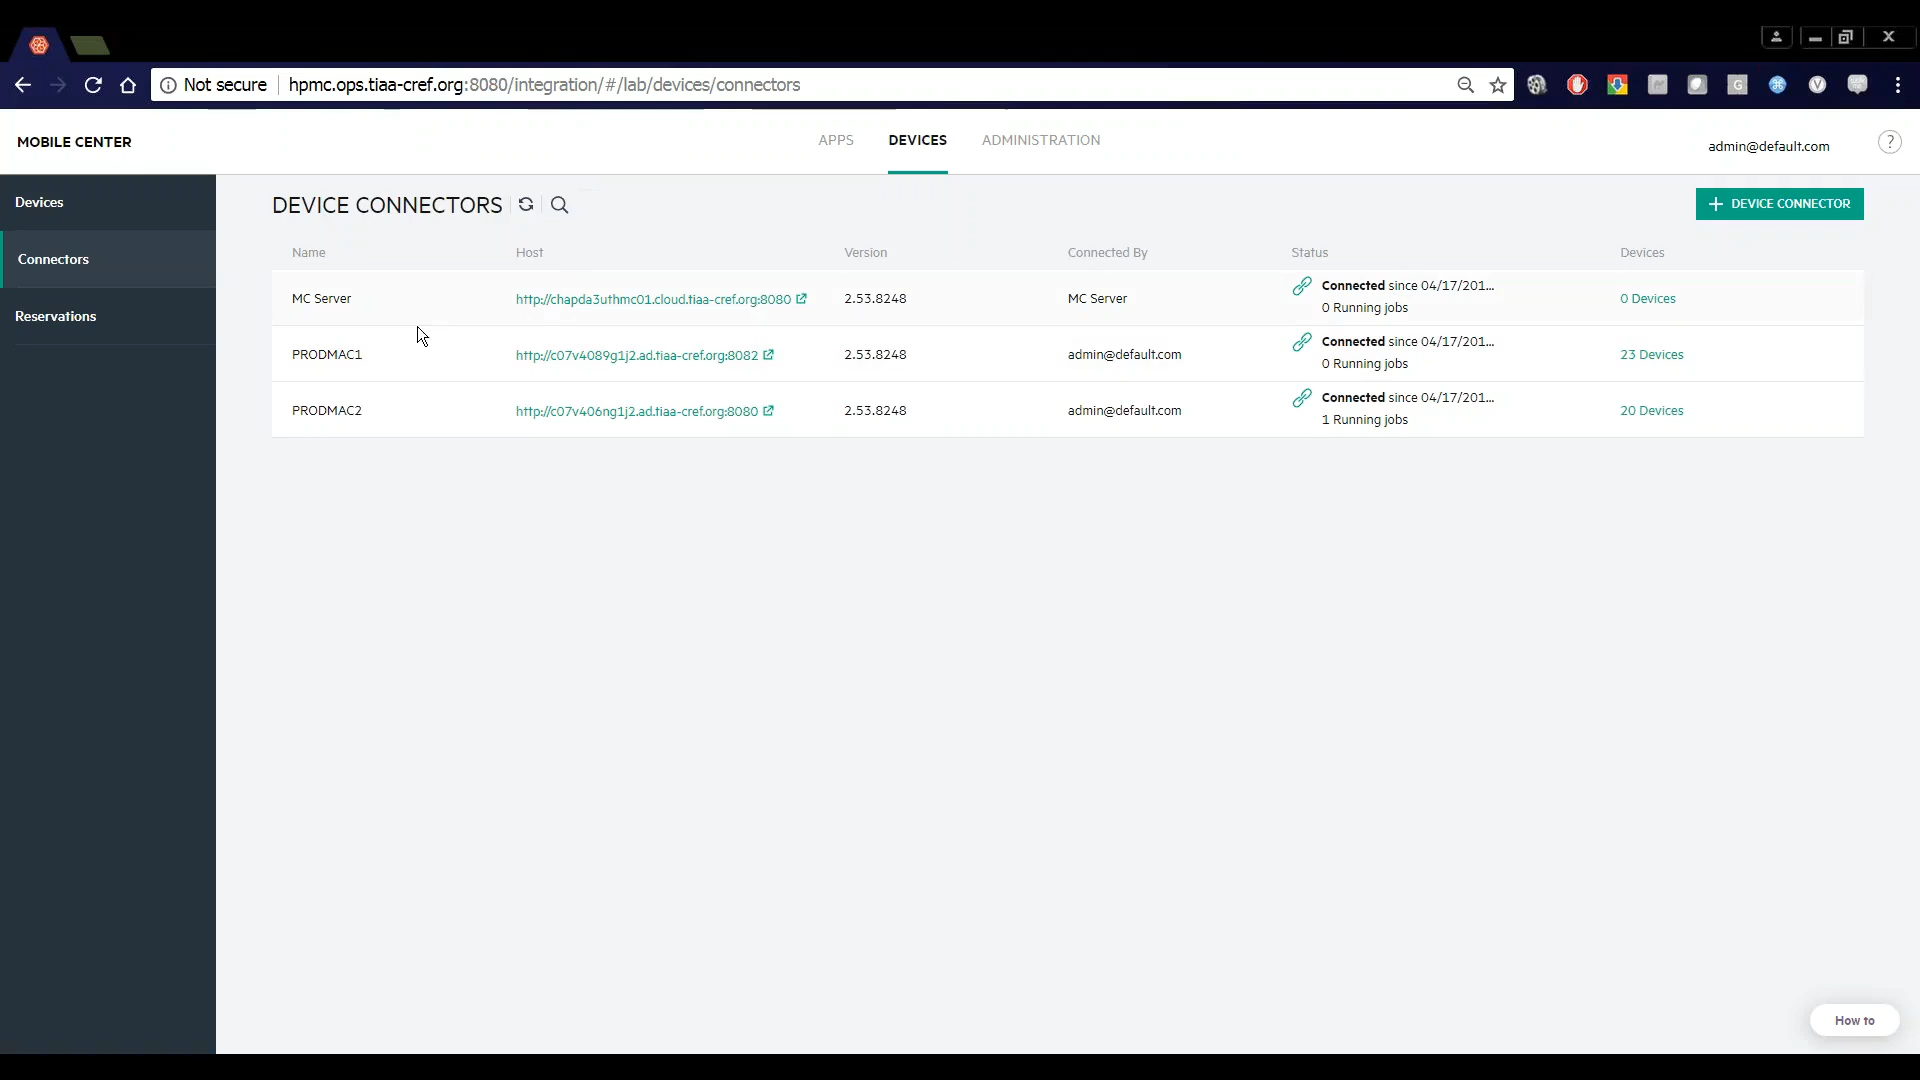 Not secure hpmc.ops.tiaa-cref.org:8080/integration/#/lab/devices/connectors
MOBILE CENTER
APPS DEVICES ADMINISTRATION
admin@default.com
?
Devices
Connectors
Reservations
DEVICE CONNECTORS
+ DEVICE CONNECTOR
Name Host Version Connected By Status Devices
MC Server http://chapda3uthmc01.cloud.tiaa-cref.org:8080 2.53.8248 MC Server Connected since 04/17/201... 0 Devices
0 Running jobs
PRODMAC1 http://c07v4089g1j2.ad.tiaa-cref.org:8082 2.53.8248 admin@default.com Connected since 04/17/201... 23 Devices
0 Running jobs
PRODMAC2 http://c07v406ng1j2.ad.tiaa-cref.org:8080 2.53.8248 admin@default.com Connected since 04/17/201... 20 Devices
1 Running jobs
How to